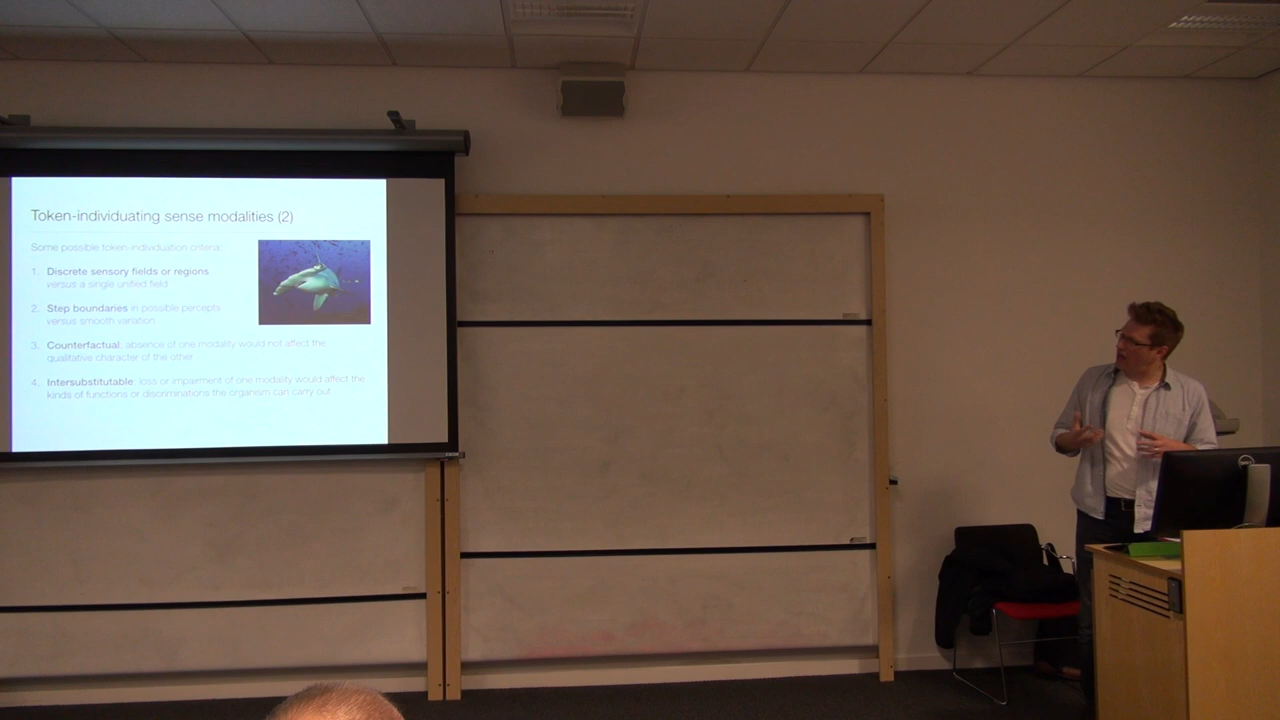 Token-individuating sense modalities (2)
Some possible token-individuation criteria:
1. Discrete sensory fields or regions
versus a single unified field
2. Step boundaries in possible percepts
versus smooth variation
3. Counterfactual: absence of one modality would not affect the
qualitative character of the other
4. Intersubstitutable: loss or impairment of one modality would affect the
kinds of functions or discriminations the organism can carry out